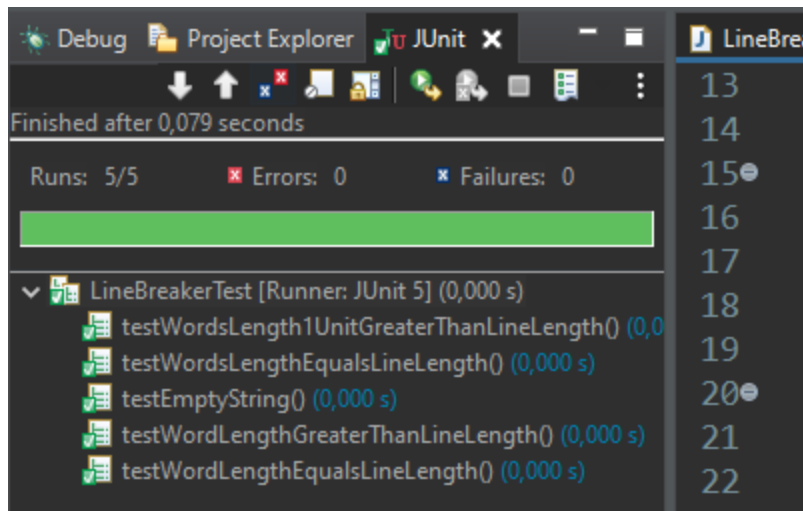 Debug Project Explorer JUnit LineBrea
Finished after 0,079 seconds
Runs: 5/5 Errors: 0 Failures: 0
LineBreakerTest [Runner: JUnit 5] (0,000 s)
testWordsLength1UnitGreaterThanLineLength() (0,0
testWordsLengthEqualsLineLength() (0,000 s)
testEmptyString() (0,000 s)
testWordLengthGreaterThanLineLength() (0,000 s)
testWordLengthEqualsLineLength() (0,000 s)
13
14
15
16
17
18
19
20
21
22